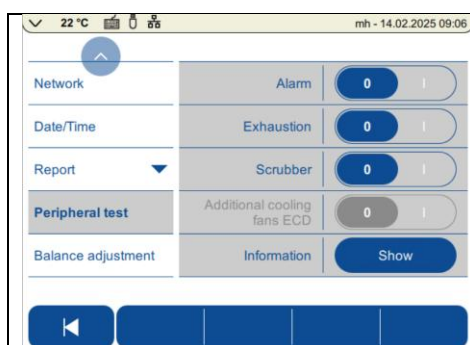 22 °C mh - 14.02.2025 09:06
Network
Alarm 0 I
Date/Time
Exhaustion 0 I
Report
Scrubber 0 I
Peripheral test
Additional cooling
fans ECD 0 I
Balance adjustment
Information Show